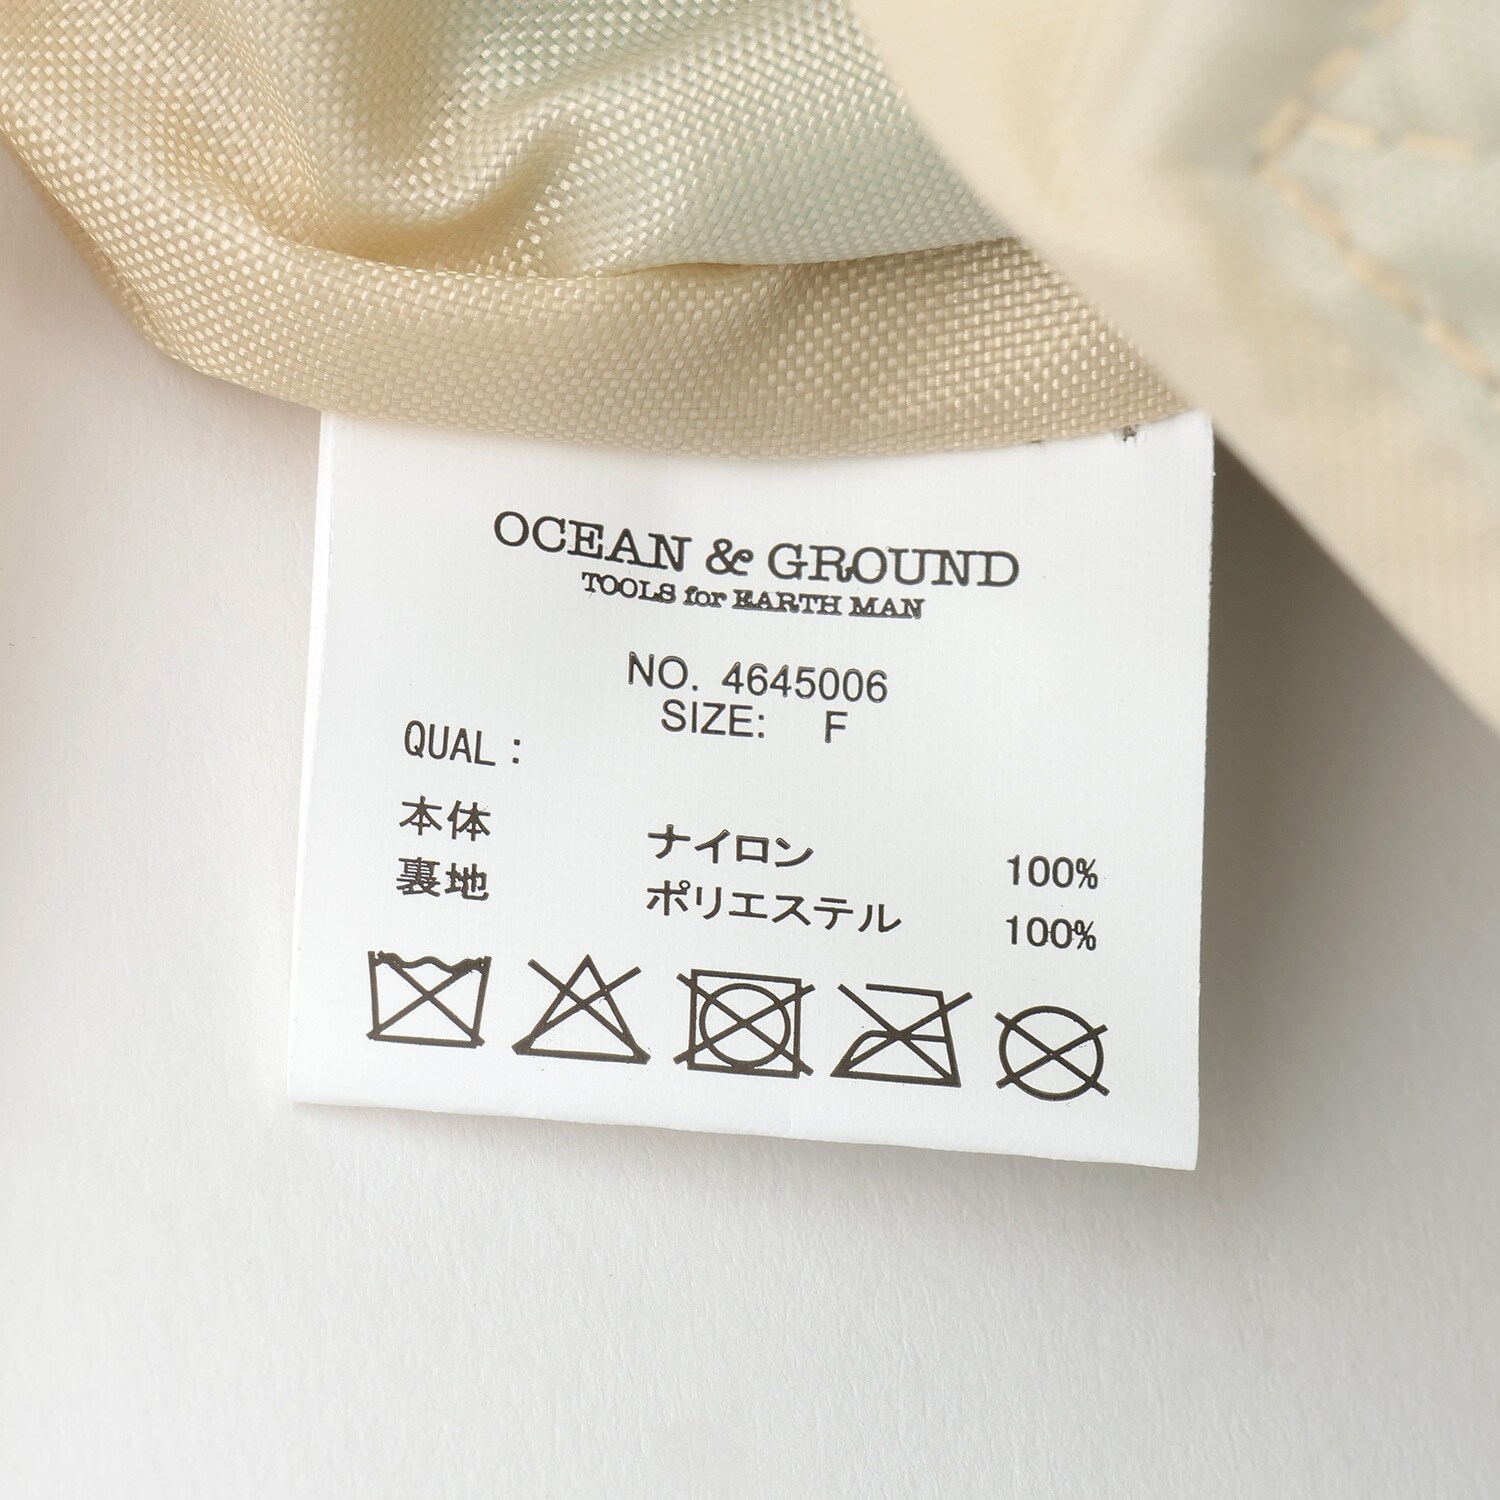 OCEAN & GROUND
TOOLS for EARTH MAN
NO. 4645006
SIZE: F
QUAL :
本体 ナイロン 100%
裏地 ポリエステル 100%